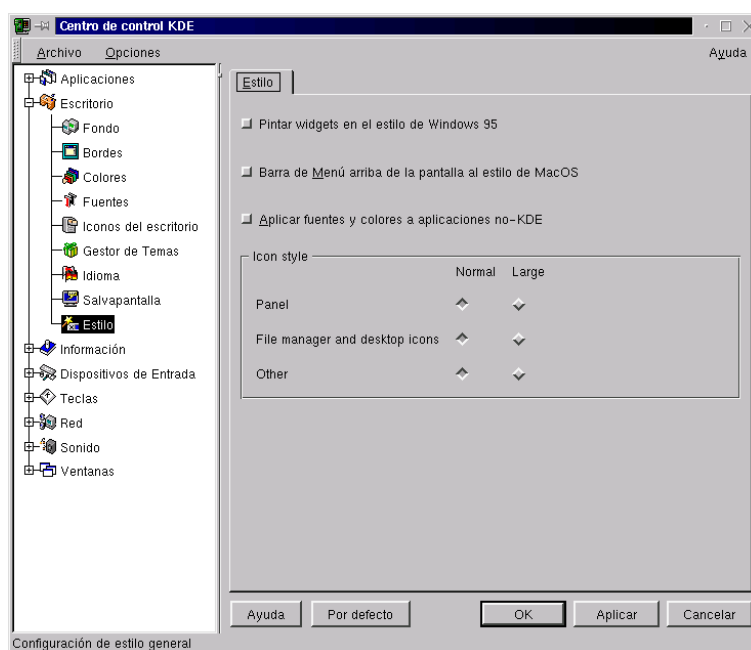 Centro de control KDE
Archivo Opciones Ayuda
Aplicaciones
Escritorio
Fondo
Bordes
Colores
Fuentes
Iconos del escritorio
Gestor de Temas
Idioma
Salvapantalla
Estilo
Información
Dispositivos de Entrada
Teclas
Red
Sonido
Ventanas
Estilo
Pintar widgets en el estilo de Windows 95
Barra de Menú arriba de la pantalla al estilo de MacOS
Aplicar fuentes y colores a aplicaciones no-KDE
Icon style
Normal Large
Panel
File manager and desktop icons
Other
Ayuda Por defecto OK Aplicar Cancelar
Configuración de estilo general